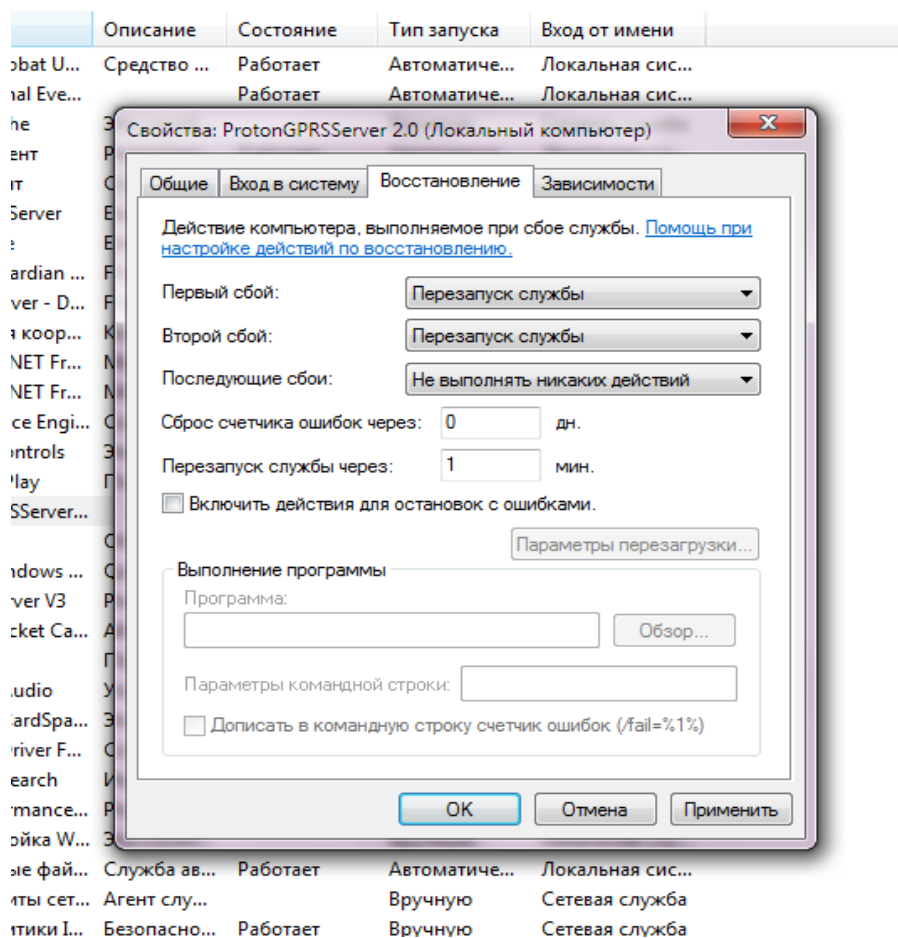 Описание Состояние Тип запуска Вход от имени
obat U... Средство ... Работает Автоматиче... Локальная сис...
nal Eve... Работает Автоматиче... Локальная сис...
he Э
Свойства: ProtonGPRSServer 2.0 (Локальный компьютер)
ент Р
Общие Вход в систему Восстановление Зависимости
нт С
Server Е
Действие компьютера, выполняемое при сбое службы. Помощь при
настройке действий по восстановлению.
e Е
ardian ... F
Первый сбой: Перезапуск службы
ver - D... F
я коор... К
Второй сбой: Перезапуск службы
NET Fr... M
Последующие сбои: Не выполнять никаких действий
NET Fr... M
ce Engi... С
Сброс счетчика ошибок через: 0 дн.
ontrols Э
Перезапуск службы через: 1 мин.
Play П
SServer...
Включить действия для остановок с ошибками.
С
Параметры перезагрузки...
ndows ... С
Выполнение программы
ver V3 Р
Программа:
cket Ca... А
Обзор...
П
Audio У
Параметры командной строки:
CardSpa... Э
Дописать в командную строку счетчик ошибок (/fail=%1%)
river F... С
earch И
rmance... Р
OK Отмена Применить
ойка W... Э
ые фай... Служба ав... Работает Автоматиче... Локальная сис...
иты сет... Агент слу... Вручную Сетевая служба
итики I... Безопасно... Работает Вручную Сетевая служба